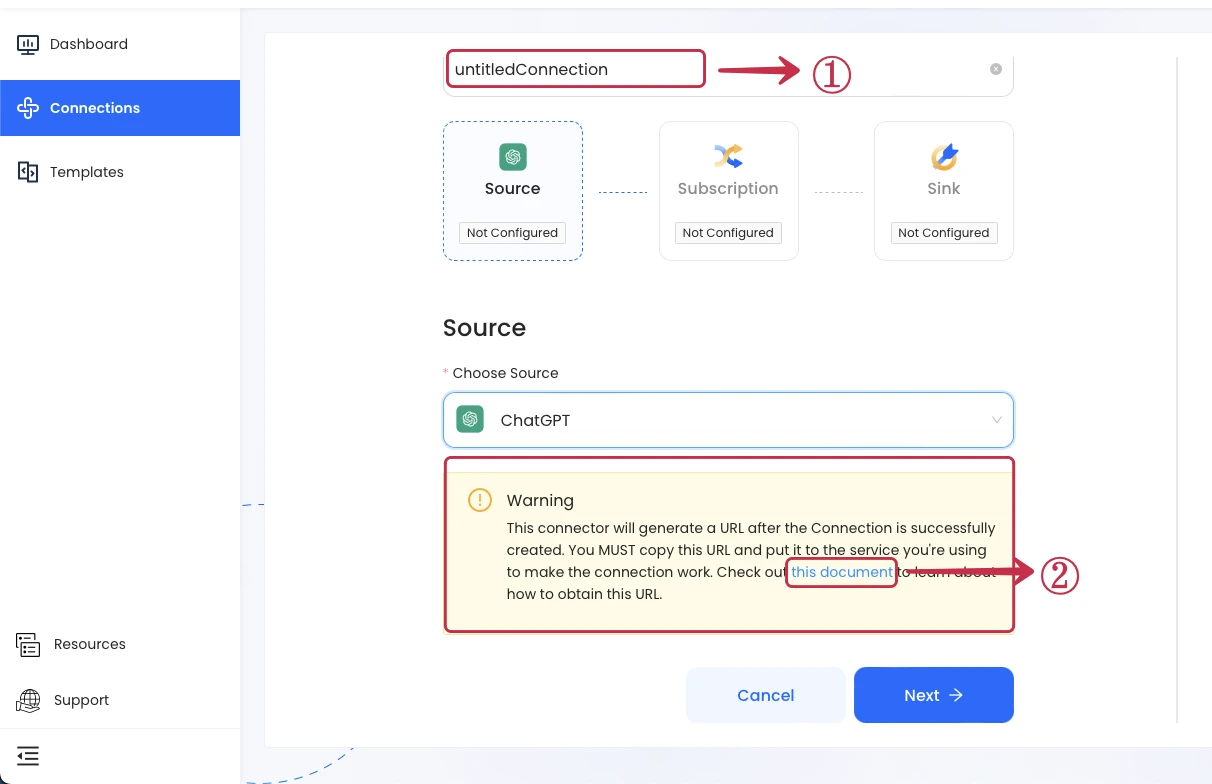 Dashboard
Connections
Templates
Resources
Support
untitledConnection
①
Source
Not Configured
Subscription
Not Configured
Sink
Not Configured
Source
* Choose Source
ChatGPT
Warning
This connector will generate a URL after the Connection is successfully
created. You MUST copy this URL and put it to the service you're using
to make the connection work. Check out this document to learn about
②
how to obtain this URL.
Cancel
Next →